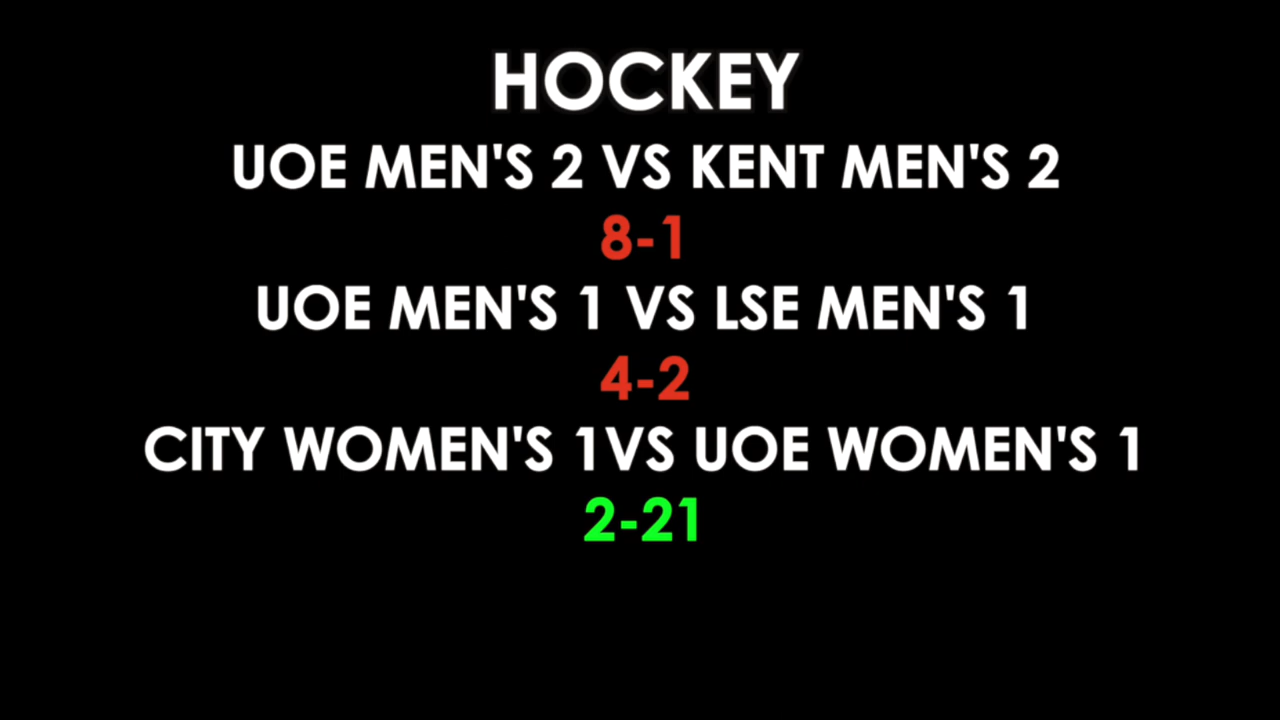 HOCKEY
UOE MEN'S 2 VS KENT MEN'S 2
8-1
UOE MEN'S 1 VS LSE MEN'S 1
4-2
CITY WOMEN'S 1VS UOE WOMEN'S 1
2-21